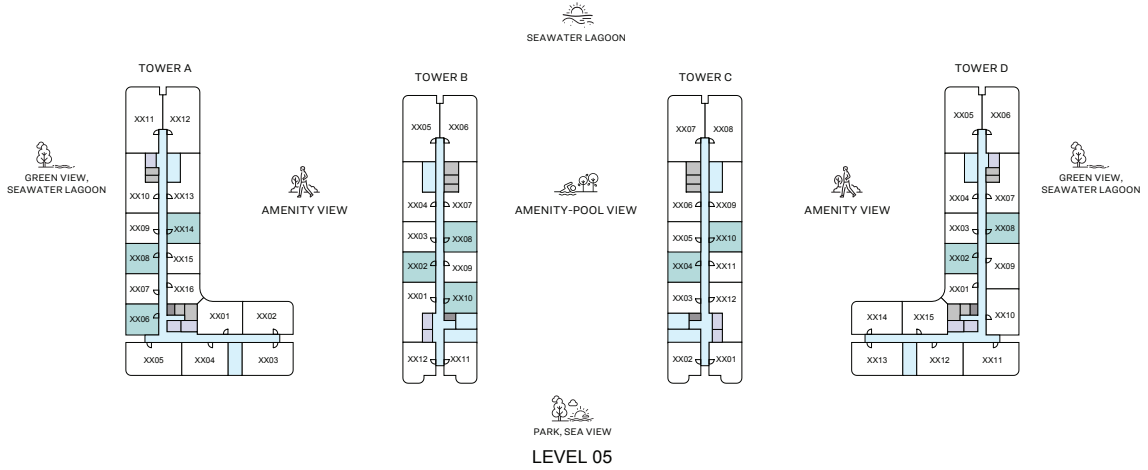 SEAWATER LAGOON
TOWER A
TOWER B
TOWER C
TOWER D
XX11 XX12
XX05 XX06
XX07 XX08
XX05 XX06
GREEN VIEW,
SEAWATER LAGOON
GREEN VIEW,
SEAWATER LAGOON
XX10 XX13
XX04 XX07
XX06 XX09
XX04 XX07
AMENITY VIEW
AMENITY-POOL VIEW
AMENITY VIEW
XX09 XX14
XX03 XX08
XX05 XX10
XX03 XX08
XX08 XX15
XX02 XX09
XX04 XX11
XX02 XX09
XX07 XX16
XX01 XX10
XX03 XX12
XX01 XX10
XX06 XX01 XX02
XX14 XX15
XX05 XX04 XX03
XX12 XX11
XX02 XX01
XX13 XX12 XX11
PARK, SEA VIEW
LEVEL 05